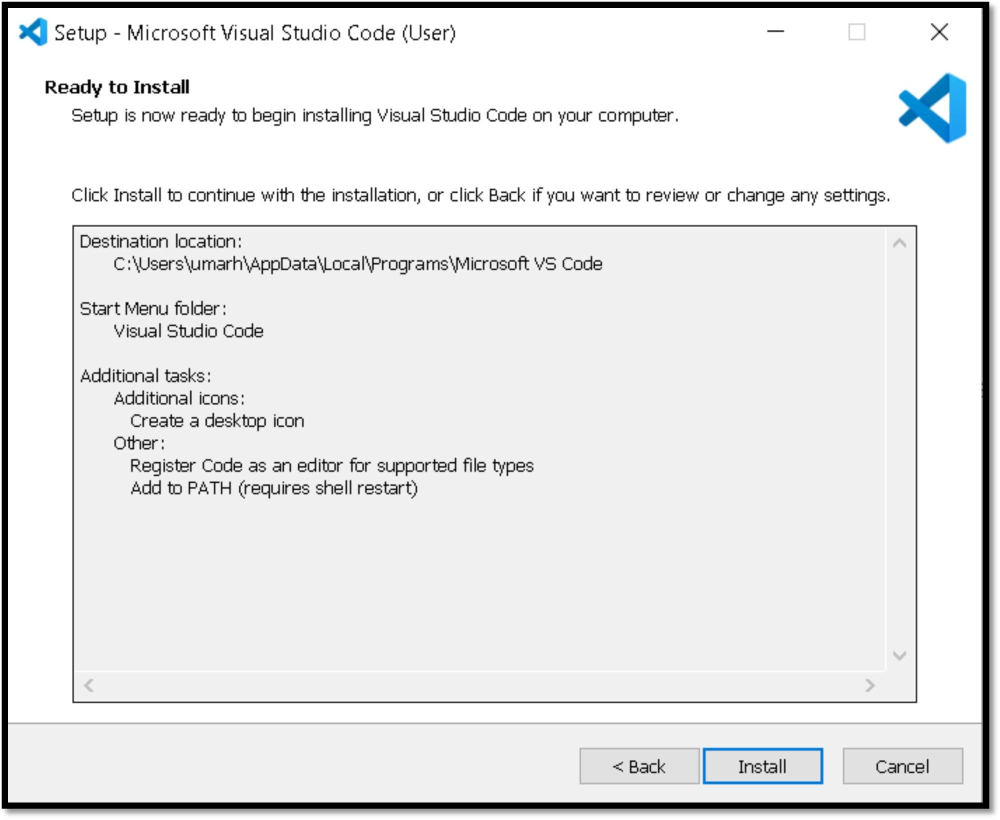 Setup - Microsoft Visual Studio Code (User)
Ready to Install
Setup is now ready to begin installing Visual Studio Code on your computer.
Click Install to continue with the installation, or click Back if you want to review or change any settings.
Destination location:
C:\Users\umarh\AppData\Local\Programs\Microsoft VS Code
Start Menu folder:
Visual Studio Code
Additional tasks:
Additional icons:
Create a desktop icon
Other:
Register Code as an editor for supported file types
Add to PATH (requires shell restart)
< Back
Install
Cancel